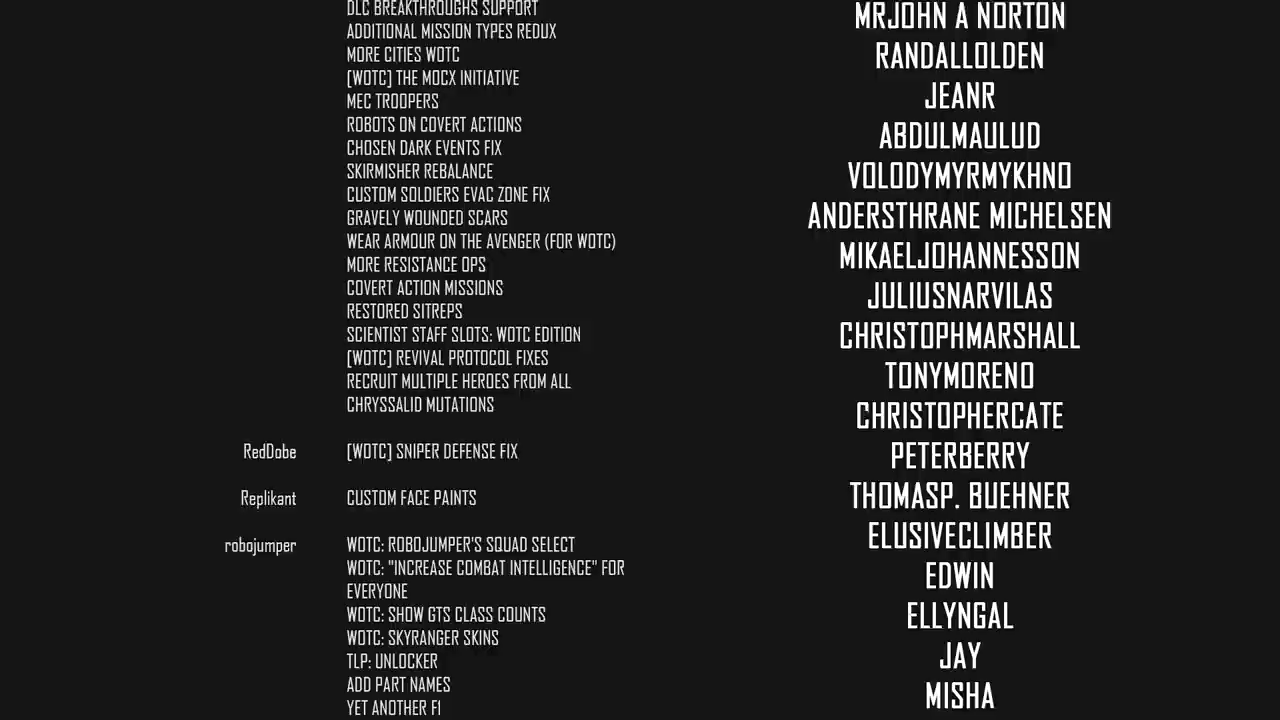 DLC BREAKTHROUGHS SUPPORT
ADDITIONAL MISSION TYPES REDUX
MORE CITIES WOTC
[WOTC] THE MOCX INITIATIVE
MEC TROOPERS
ROBOTS ON COVERT ACTIONS
CHOSEN DARK EVENTS FIX
SKIRMISHER REBALANCE
CUSTOM SOLDIERS EVAC ZONE FIX
GRAVELY WOUNDED SCARS
WEAR ARMOUR ON THE AVENGER (FOR WOTC)
MORE RESISTANCE OPS
COVERT ACTION MISSIONS
RESTORED SITREPS
SCIENTIST STAFF SLOTS: WOTC EDITION
[WOTC] REVIVAL PROTOCOL FIXES
RECRUIT MULTIPLE HEROES FROM ALL
CHRYSSALID MUTATIONS
RedDobe [WOTC] SNIPER DEFENSE FIX
Replikant CUSTOM FACE PAINTS
robojumper WOTC: ROBOJUMPER'S SQUAD SELECT
WOTC: "INCREASE COMBAT INTELLIGENCE" FOR
EVERYONE
WOTC: SHOW GTS CLASS COUNTS
WOTC: SKYRANGER SKINS
TLP: UNLOCKER
ADD PART NAMES
YET ANOTHER F1
MRJOHN A NORTON
RANDALLOLDEN
JEANR
ABDULMAULUD
VOLODYMYRMYKHNO
ANDERSTHRANE MICHELSEN
MIKAELJOHANNESSON
JULIUSNARVILAS
CHRISTOPHMARSHALL
TONYMORENO
CHRISTOPHERCATE
PETERBERRY
THOMASP. BUEHNER
ELUSIVECLIMBER
EDWIN
ELLYNGAL
JAY
MISHA